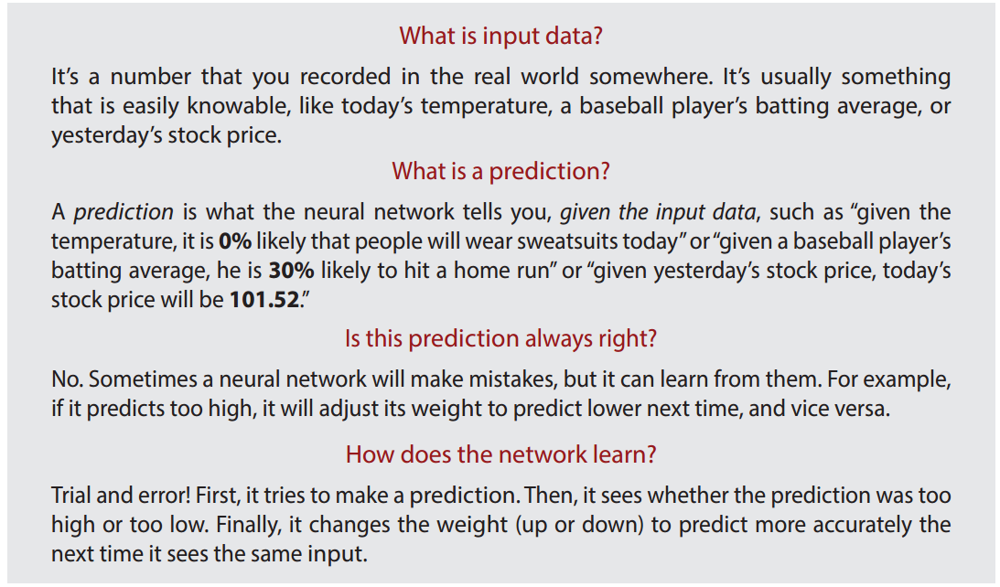 What is input data?
It’s a number that you recorded in the real world somewhere. It’s usually something
that is easily knowable, like today’s temperature, a baseball player’s batting average, or
yesterday’s stock price.
What is a prediction?
A prediction is what the neural network tells you, given the input data, such as “given the
temperature, it is 0% likely that people will wear sweatsuits today” or “given a baseball player’s
batting average, he is 30% likely to hit a home run” or “given yesterday’s stock price, today’s
stock price will be 101.52.”
Is this prediction always right?
No. Sometimes a neural network will make mistakes, but it can learn from them. For example,
if it predicts too high, it will adjust its weight to predict lower next time, and vice versa.
How does the network learn?
Trial and error! First, it tries to make a prediction. Then, it sees whether the prediction was too
high or too low. Finally, it changes the weight (up or down) to predict more accurately the
next time it sees the same input.